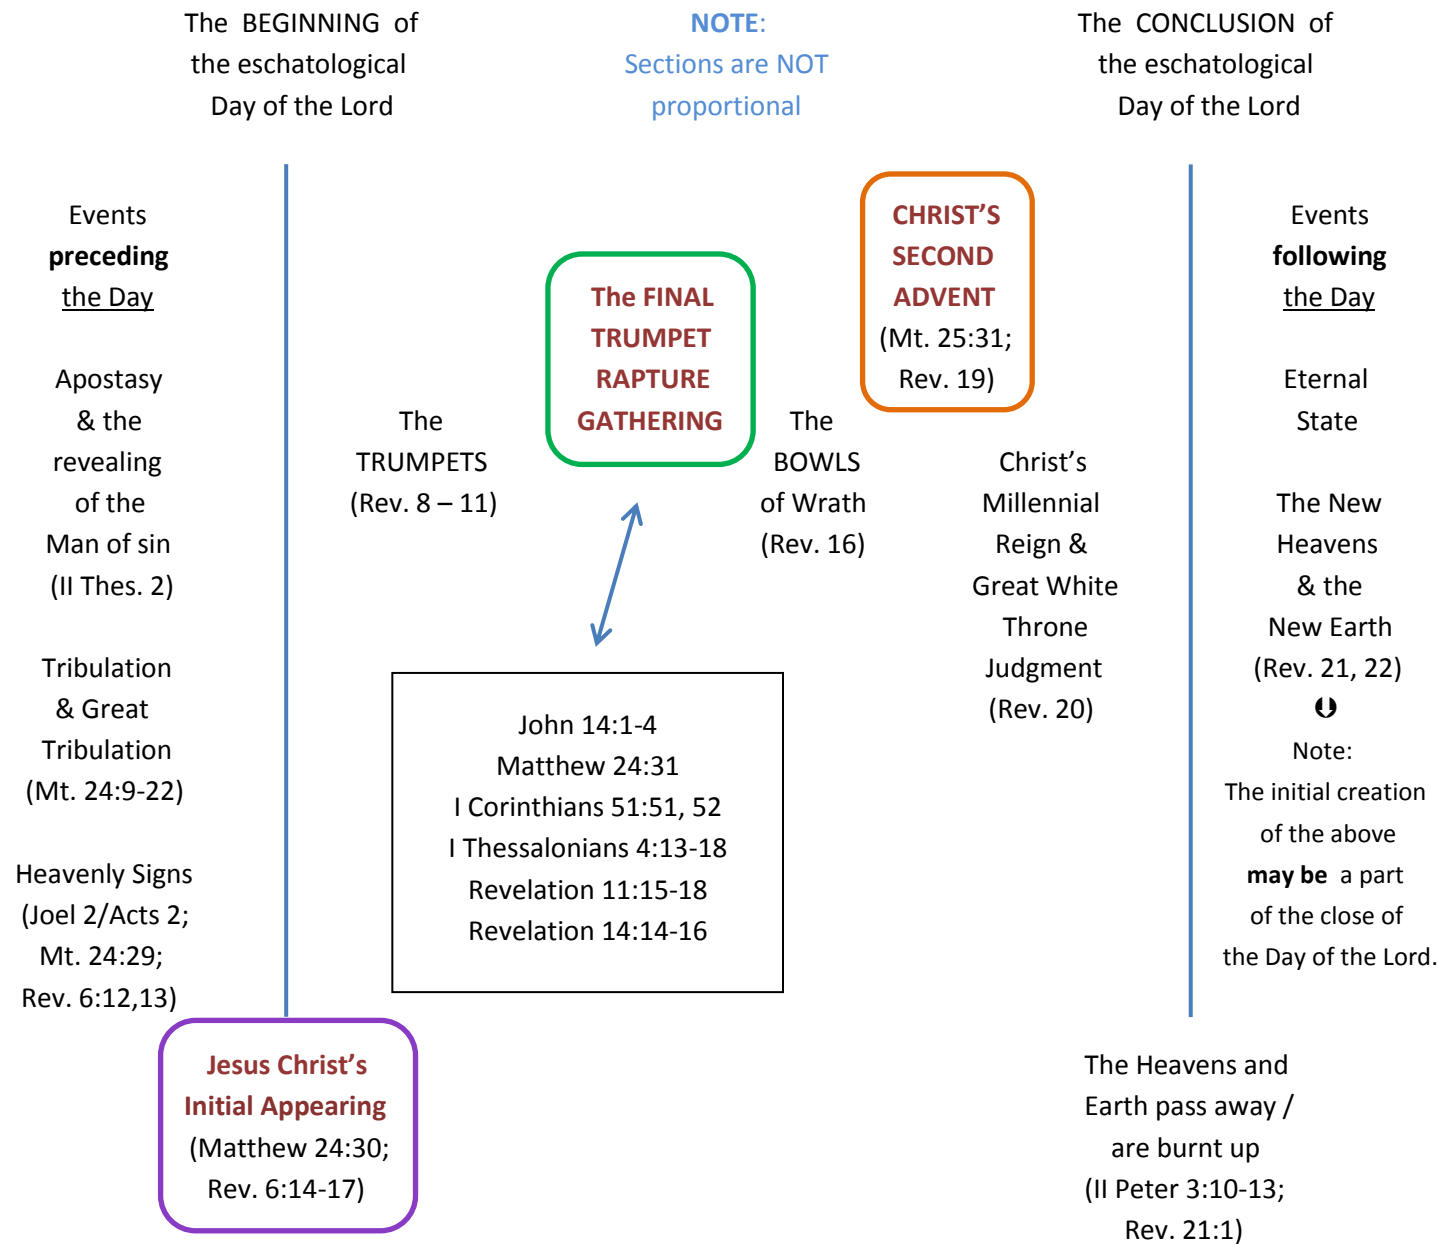 The BEGINNING of
the eschatological
Day of the Lord
NOTE:
Sections are NOT
proportional
The CONCLUSION of
the eschatological
Day of the Lord
Events
preceding
the Day
Apostasy
& the
revealing
of the
Man of sin
(II Thes. 2)
Tribulation
& Great
Tribulation
(Mt. 24:9-22)
Heavenly Signs
(Joel 2/Acts 2;
Mt. 24:29;
Rev. 6:12,13)
Jesus Christ’s
Initial Appearing
(Matthew 24:30;
Rev. 6:14-17)
The
TRUMPETS
(Rev. 8 – 11)
The FINAL
TRUMPET
RAPTURE
GATHERING
John 14:1-4
Matthew 24:31
I Corinthians 51:51, 52
I Thessalonians 4:13-18
Revelation 11:15-18
Revelation 14:14-16
The
BOWLS
of Wrath
(Rev. 16)
CHRIST’S
SECOND
ADVENT
(Mt. 25:31;
Rev. 19)
Christ’s
Millennial
Reign &
Great White
Throne
Judgment
(Rev. 20)
Events
following
the Day
Eternal
State
The New
Heavens
& the
New Earth
(Rev. 21, 22)
Note:
The initial creation
of the above
may be a part
of the close of
the Day of the Lord.
The Heavens and
Earth pass away /
are burnt up
(II Peter 3:10-13;
Rev. 21:1)